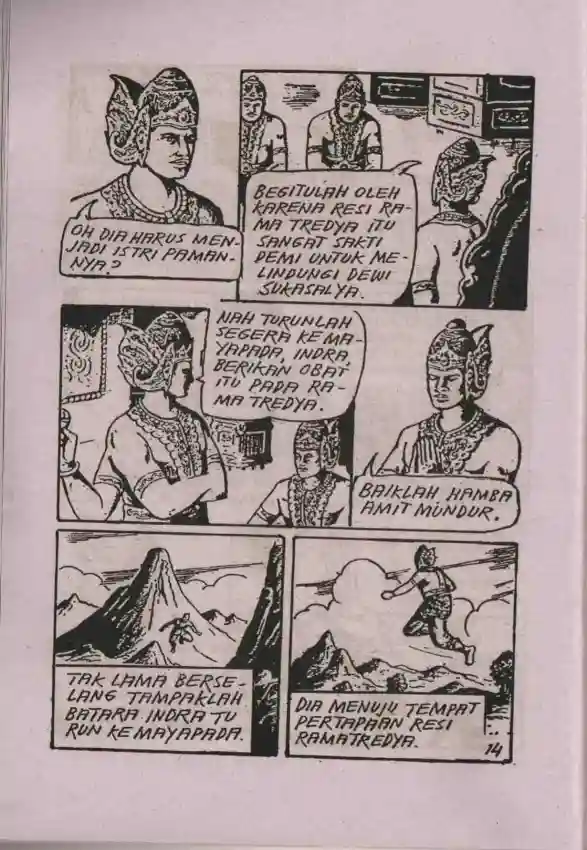 OH DIA HARUS MEN-
JADI ISTRI PAMAN-
NYA?
BEGITULAH OLEH
KARENA RESI RA-
MA TREDYA ITU
SANGAT SAKTI
DEMI UNTUK ME-
LINDUNGI DEWI
SUKASALYA.
NAH TURUNLAH
SEGERA KE MA-
YAPADA, INDRA,
BERIKAN OBAT
ITU PADA RA-
MA TREDYA.
BAIKLAH HAMBA
AMIT MUNDUR.
TAK LAMA BERSE-
LANG TAMPAKLAH
BATARA INDRA TU
RUN KE MAYAPADA.
DIA MENUJU TEMPAT
PERTAPAAN RESI
RAMATREDYA.
14